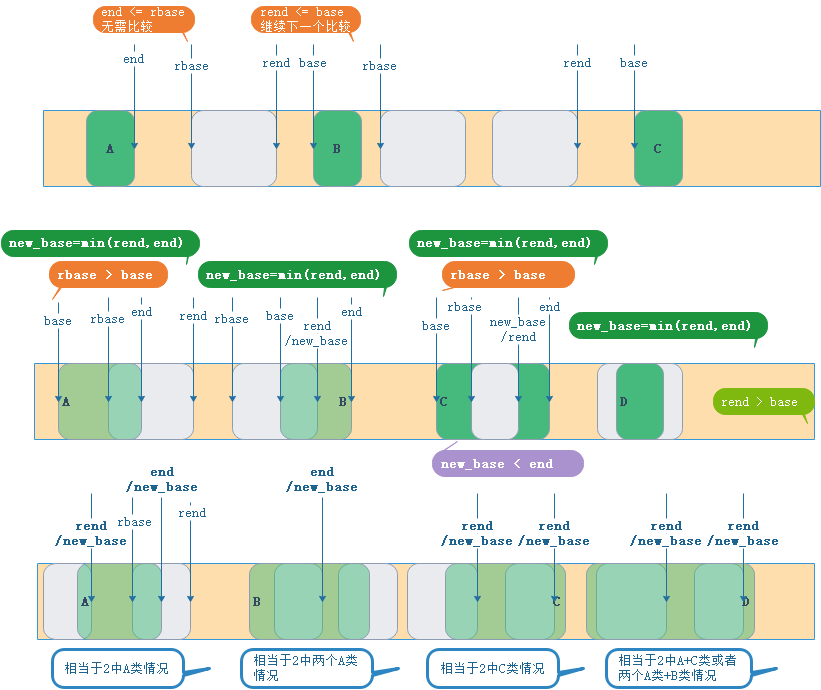 end <= rbase
无需比较
rend <= base
继续下一个比较
end
rbase
rend
base
rbase
rend
base
A
B
C
new_base=min(rend,end)
new_base=min(rend,end)
rbase > base
new_base=min(rend,end)
rbase > base
base
rbase
end
rend
rbase
base
rend
/new_base
end
base
rbase
new_base
/rend
end
new_base=min(rend,end)
A
B
C
D
rend > base
new_base < end
rend
/new_base
rbase
end
/new_base
rend
end
/new_base
rend
/new_base
rend
/new_base
rend
/new_base
rend
/new_base
A
B
C
D
相当于2中A类情况
相当于2中两个A类
情况
相当于2中C类情况
相当于2中A+C类或者
两个A类+B类情况